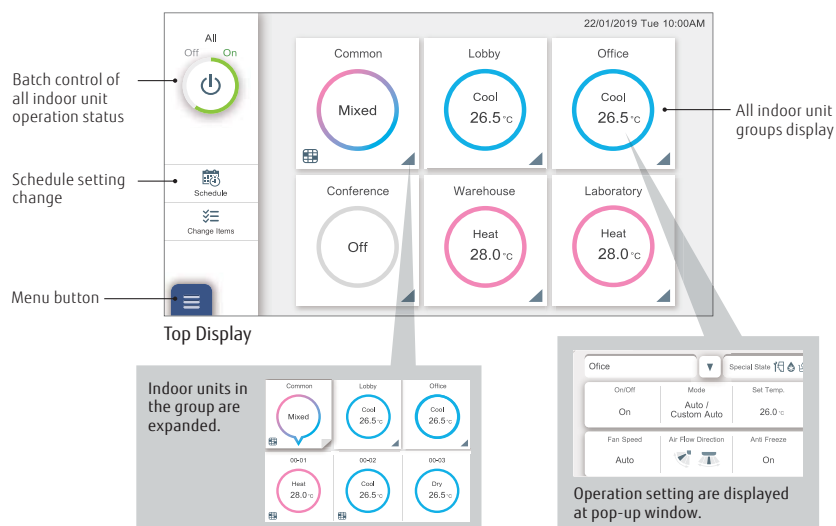 22/01/2019 Tue 10:00AM
All
Off On
Batch control of
all indoor unit
operation status
Schedule setting
change
Schedule
Change Items
Menu button
Common
Mixed
Lobby
Cool
26.5°C
Office
Cool
26.5°C
All indoor unit
groups display
Conference
Off
Warehouse
Heat
28.0°C
Laboratory
Heat
28.0°C
Top Display
Indoor units in
the group are
expanded.
Common
Mixed
Lobby
Cool
26.5°C
Office
Cool
26.5°C
00-01
Heat
28.0°C
00-02
Cool
26.5°C
00-03
Dry
26.5°C
Ofice
Special State
On/Off
On
Mode
Auto /
Custom Auto
Set Temp.
26.0°C
Fan Speed
Auto
Air Flow Direction
Anti Freeze
On
Operation setting are displayed
at pop-up window.